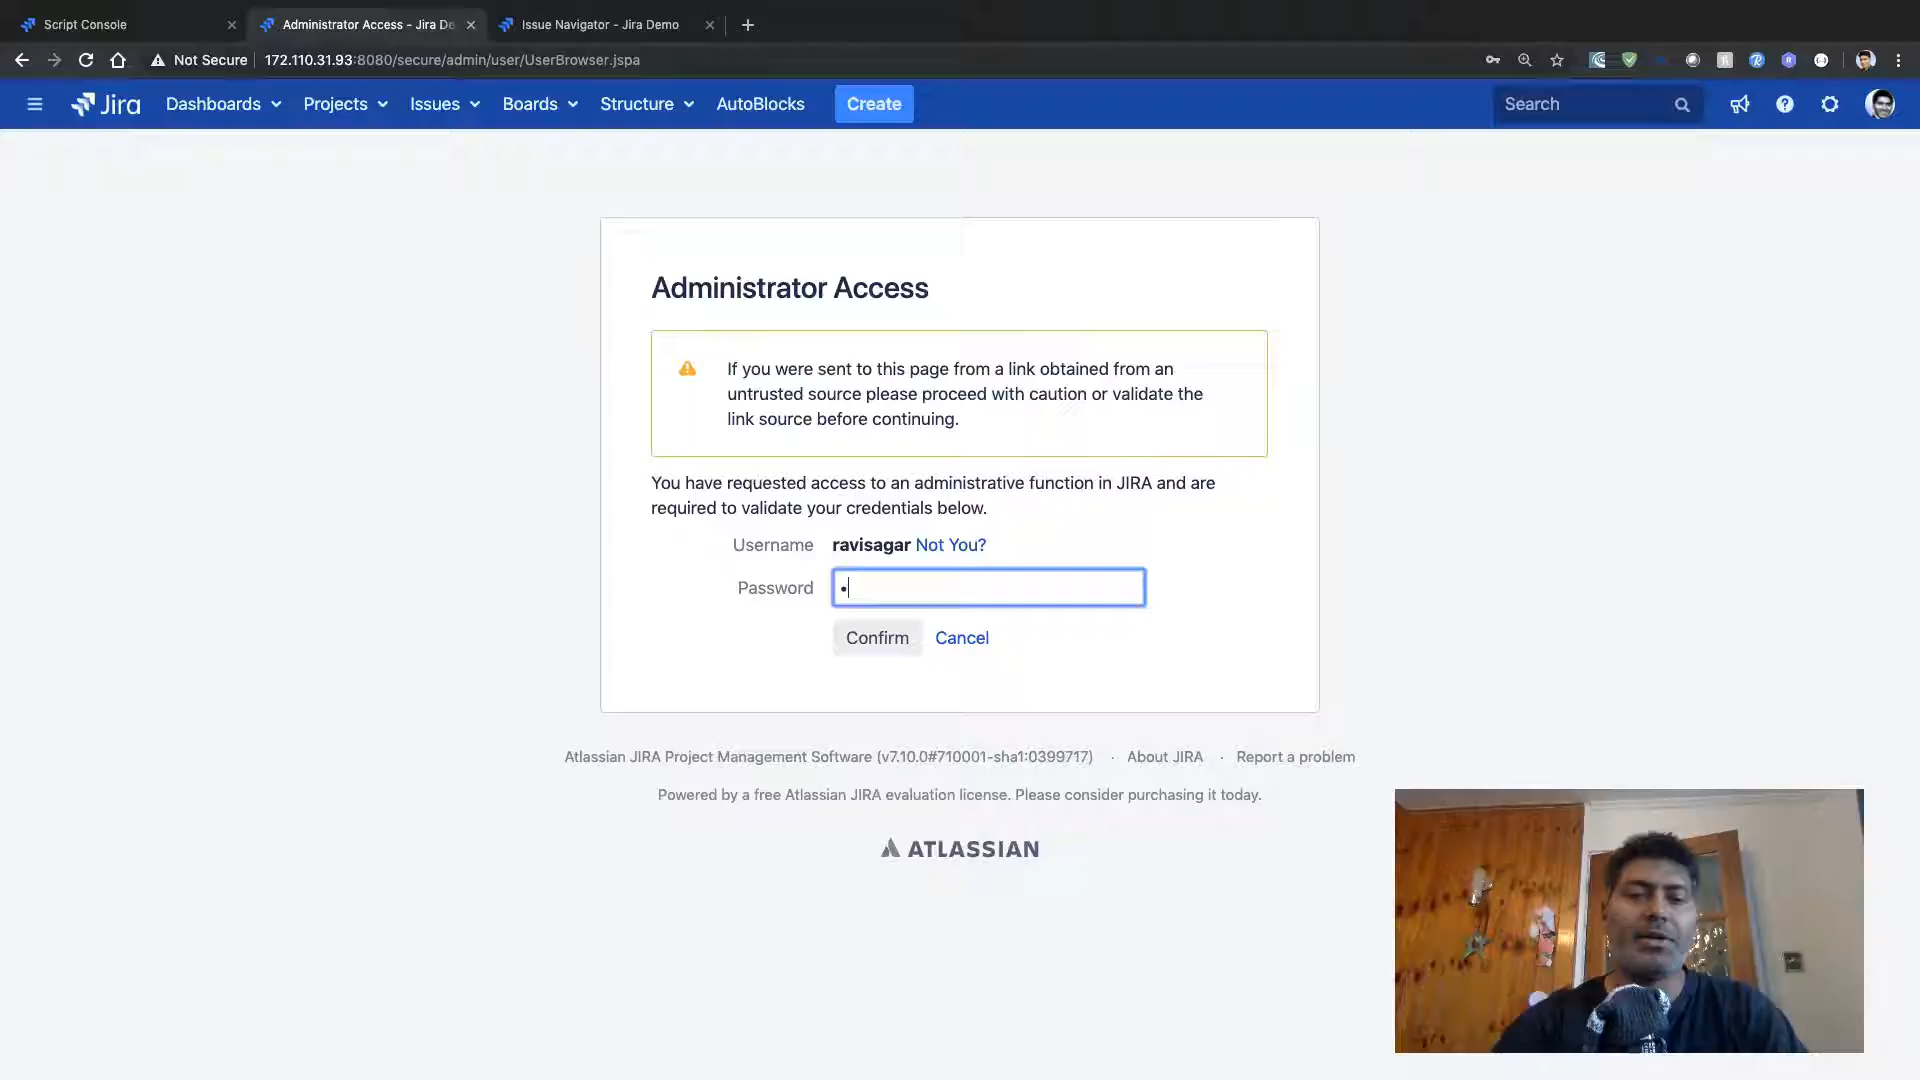 Script Console
Administrator Access - Jira De
Issue Navigator - Jira Demo
Not Secure
172.110.31.93:8080/secure/admin/user/UserBrowser.jspa
Jira
Dashboards
Projects
Issues
Boards
Structure
AutoBlocks
Create
Search
Administrator Access
If you were sent to this page from a link obtained from an
untrusted source please proceed with caution or validate the
link source before continuing.
You have requested access to an administrative function in JIRA and are
required to validate your credentials below.
Username ravisagar Not You?
Password
Confirm Cancel
Atlassian JIRA Project Management Software (v7.10.0#710001-sha1:0399717) · About JIRA · Report a problem
Powered by a free Atlassian JIRA evaluation license. Please consider purchasing it today.
ATLASSIAN